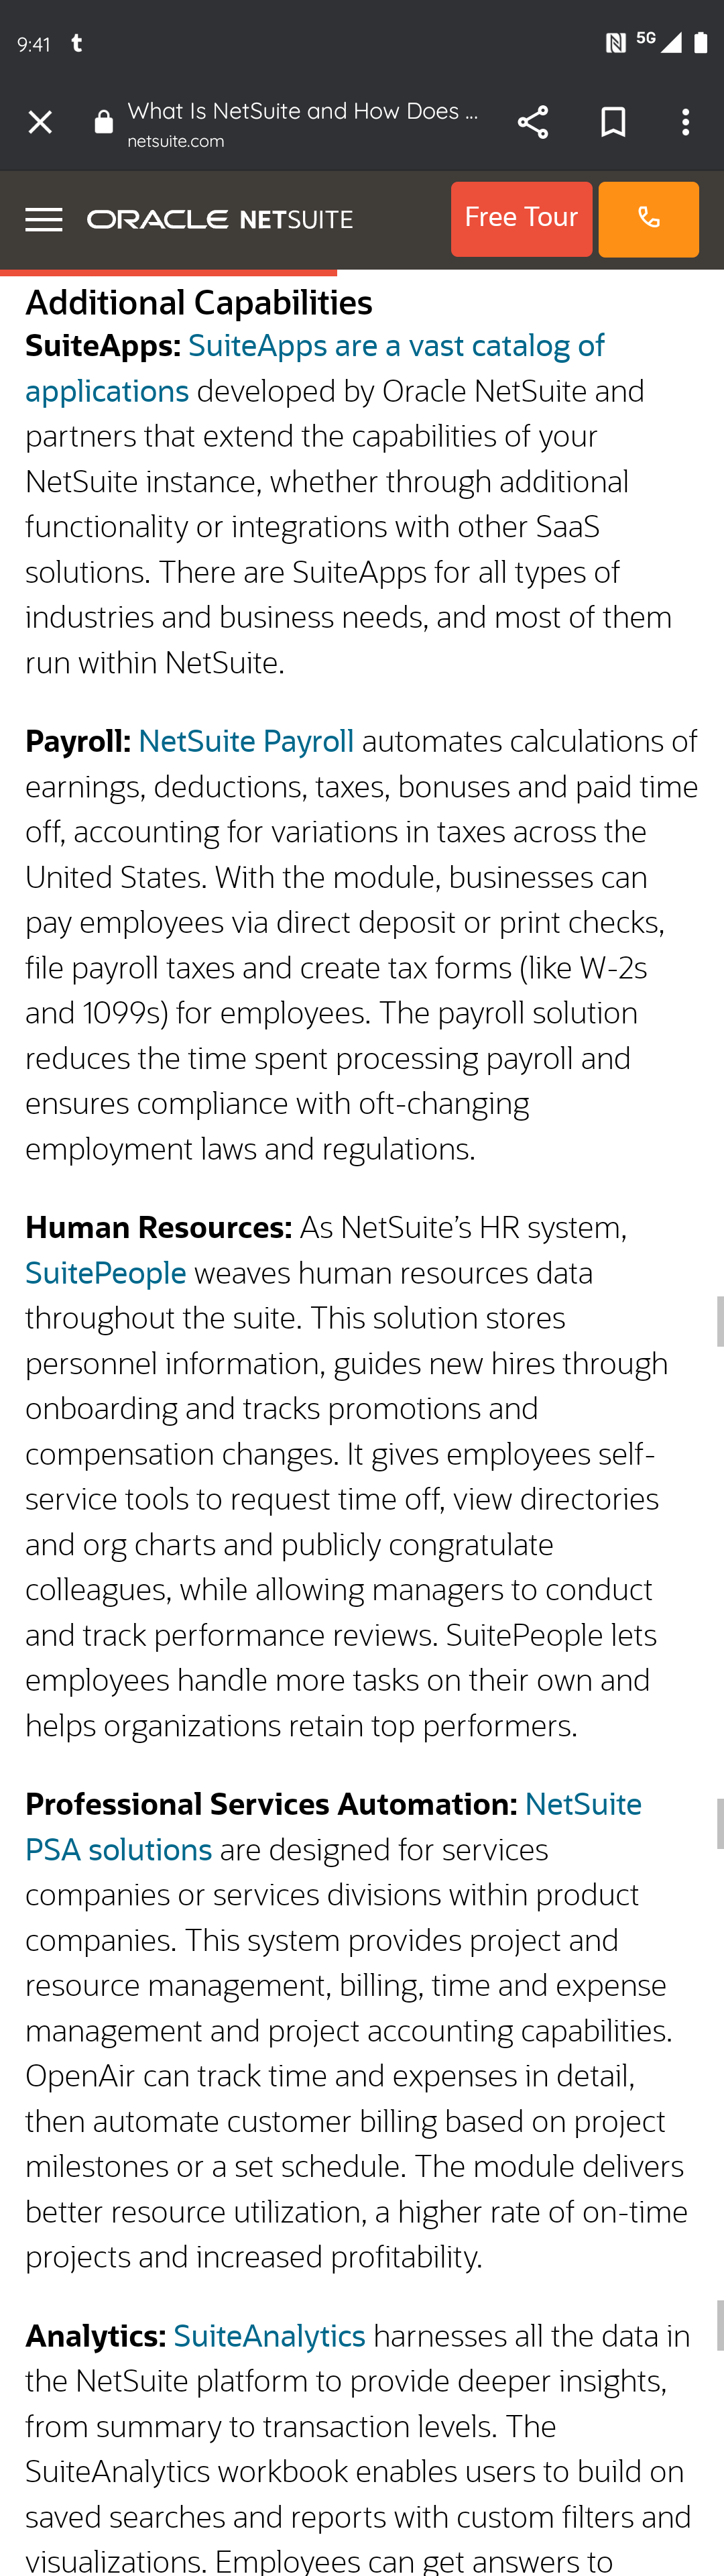 9:41 t 5G
What Is NetSuite and How Does ...
netsuite.com
ORACLE NETSUITE
Free Tour
Additional Capabilities
SuiteApps: SuiteApps are a vast catalog of
applications developed by Oracle NetSuite and
partners that extend the capabilities of your
NetSuite instance, whether through additional
functionality or integrations with other SaaS
solutions. There are SuiteApps for all types of
industries and business needs, and most of them
run within NetSuite.
Payroll: NetSuite Payroll automates calculations of
earnings, deductions, taxes, bonuses and paid time
off, accounting for variations in taxes across the
United States. With the module, businesses can
pay employees via direct deposit or print checks,
file payroll taxes and create tax forms (like W-2s
and 1099s) for employees. The payroll solution
reduces the time spent processing payroll and
ensures compliance with oft-changing
employment laws and regulations.
Human Resources: As NetSuite’s HR system,
SuitePeople weaves human resources data
throughout the suite. This solution stores
personnel information, guides new hires through
onboarding and tracks promotions and
compensation changes. It gives employees self-
service tools to request time off, view directories
and org charts and publicly congratulate
colleagues, while allowing managers to conduct
and track performance reviews. SuitePeople lets
employees handle more tasks on their own and
helps organizations retain top performers.
Professional Services Automation: NetSuite
PSA solutions are designed for services
companies or services divisions within product
companies. This system provides project and
resource management, billing, time and expense
management and project accounting capabilities.
OpenAir can track time and expenses in detail,
then automate customer billing based on project
milestones or a set schedule. The module delivers
better resource utilization, a higher rate of on-time
projects and increased profitability.
Analytics: SuiteAnalytics harnesses all the data in
the NetSuite platform to provide deeper insights,
from summary to transaction levels. The
SuiteAnalytics workbook enables users to build on
saved searches and reports with custom filters and
visualizations. Employees can get answers to